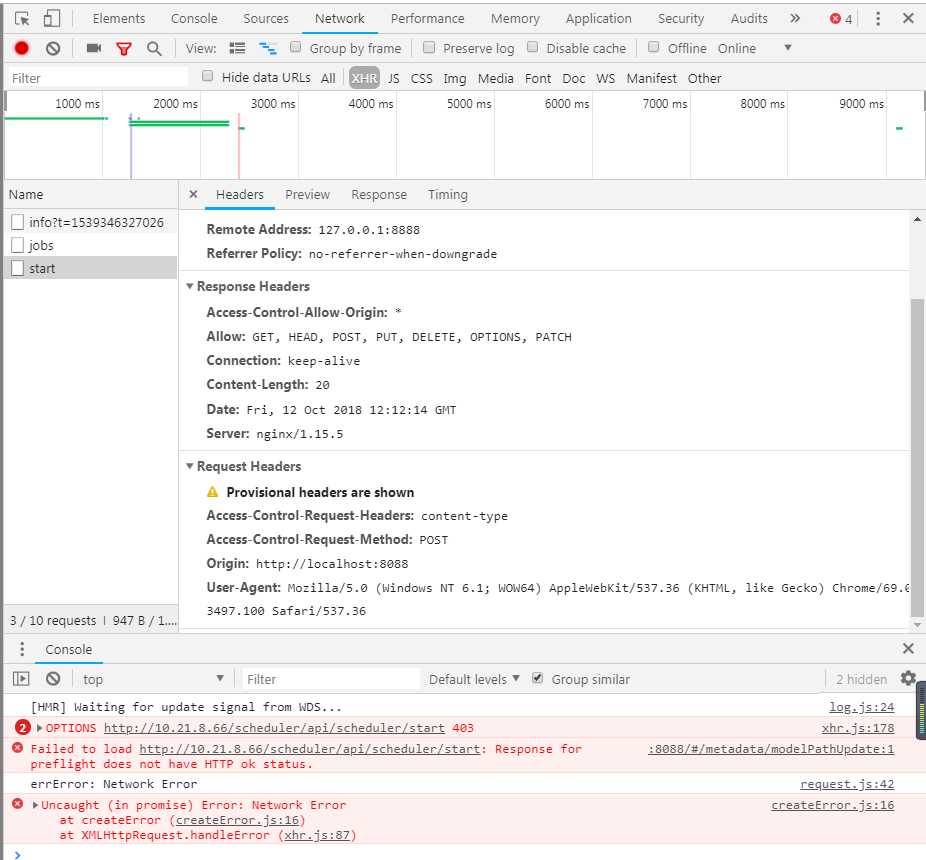 Elements Console Sources Network Performance Memory Application Security Audits » 4
View: Group by frame Preserve log Disable cache Offline Online
Filter Hide data URLs All XHR JS CSS Img Media Font Doc WS Manifest Other
1000 ms 2000 ms 3000 ms 4000 ms 5000 ms 6000 ms 7000 ms 8000 ms 9000 ms
Name
info?t=1539346327026
jobs
start
3 / 10 requests | 947 B / 1....
Headers Preview Response Timing
Remote Address: 127.0.0.1:8888
Referrer Policy: no-referrer-when-downgrade
Response Headers
Access-Control-Allow-Origin: *
Allow: GET, HEAD, POST, PUT, DELETE, OPTIONS, PATCH
Connection: keep-alive
Content-Length: 20
Date: Fri, 12 Oct 2018 12:12:14 GMT
Server: nginx/1.15.5
Request Headers
Provisional headers are shown
Access-Control-Request-Headers: content-type
Access-Control-Request-Method: POST
Origin: http://localhost:8088
User-Agent: Mozilla/5.0 (Windows NT 6.1; WOW64) AppleWebKit/537.36 (KHTML, like Gecko) Chrome/69.0
3497.100 Safari/537.36
Console
top Filter Default levels Group similar 2 hidden
[HMR] Waiting for update signal from WDS... log.js:24
2 OPTIONS http://10.21.8.66/scheduler/api/scheduler/start 403 xhr.js:178
Failed to load http://10.21.8.66/scheduler/api/scheduler/start: Response for :8088/#/metadata/modelPathUpdate:1
preflight does not have HTTP ok status.
errError: Network Error request.js:42
Uncaught (in promise) Error: Network Error createError.js:16
at createError (createError.js:16)
at XMLHttpRequest.handleError (xhr.js:87)